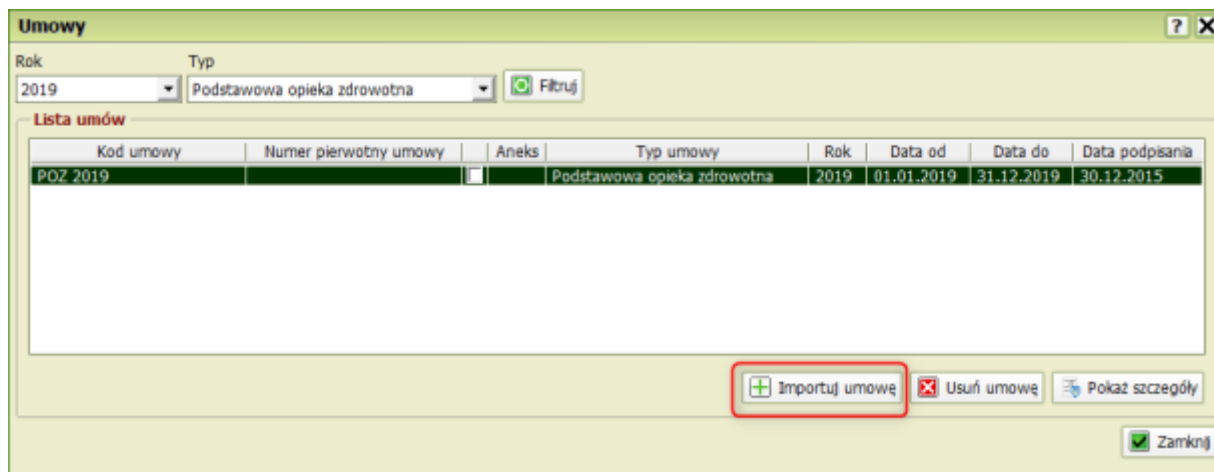 Umowy
Rok Typ
2019 Podstawowa opieka zdrowotna Filtruj
Lista umów
Kod umowy Numer pierwotny umowy Aneks Typ umowy Rok Data od Data do Data podpisania
POZ 2019 Podstawowa opieka zdrowotna 2019 01.01.2019 31.12.2019 30.12.2015
Importuj umowę Usuń umowę Pokaż szczegóły
Zamknij